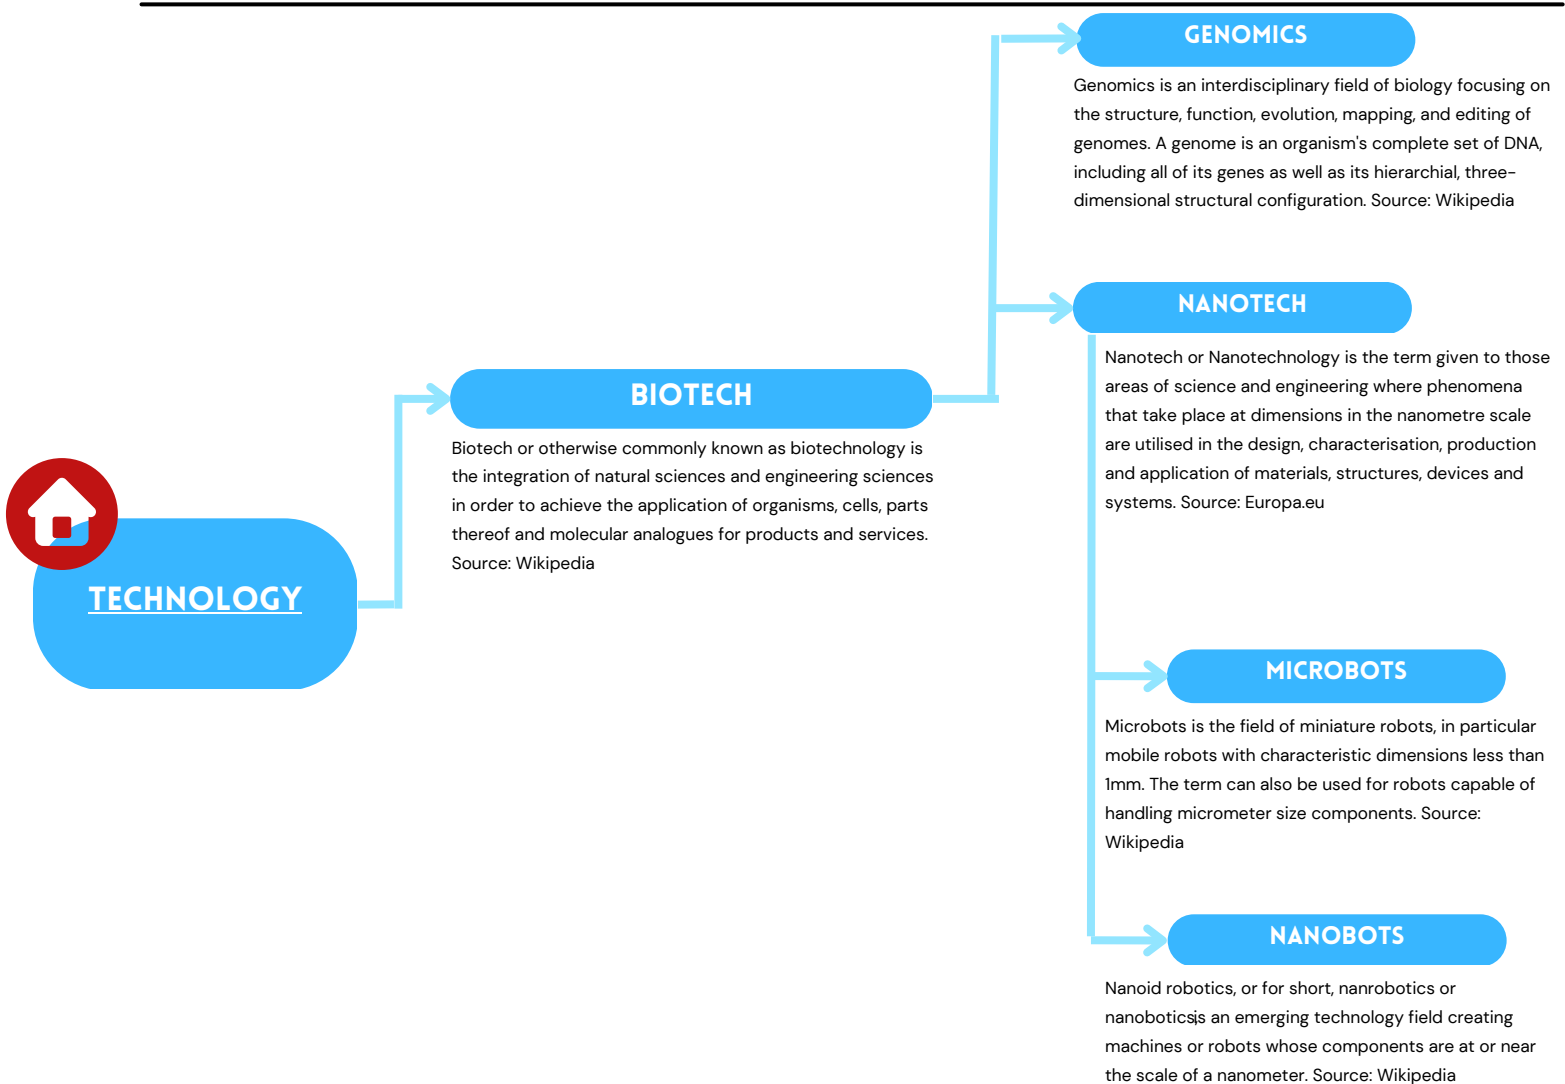 GENOMICS
Genomics is an interdisciplinary field of biology focusing on
the structure, function, evolution, mapping, and editing of
genomes. A genome is an organism's complete set of DNA,
including all of its genes as well as its hierarchial, three-
dimensional structural configuration. Source: Wikipedia
NANOTECH
Nanotech or Nanotechnology is the term given to those
areas of science and engineering where phenomena
that take place at dimensions in the nanometre scale
are utilised in the design, characterisation, production
and application of materials, structures, devices and
systems. Source: Europa.eu
BIOTECH
Biotech or otherwise commonly known as biotechnology is
the integration of natural sciences and engineering sciences
in order to achieve the application of organisms, cells, parts
thereof and molecular analogues for products and services.
Source: Wikipedia
TECHNOLOGY
MICROBOTS
Microbots is the field of miniature robots, in particular
mobile robots with characteristic dimensions less than
1mm. The term can also be used for robots capable of
handling micrometer size components. Source:
Wikipedia
NANOBOTS
Nanoid robotics, or for short, nanrobotics or
nanobotics,is an emerging technology field creating
machines or robots whose components are at or near
the scale of a nanometer. Source: Wikipedia